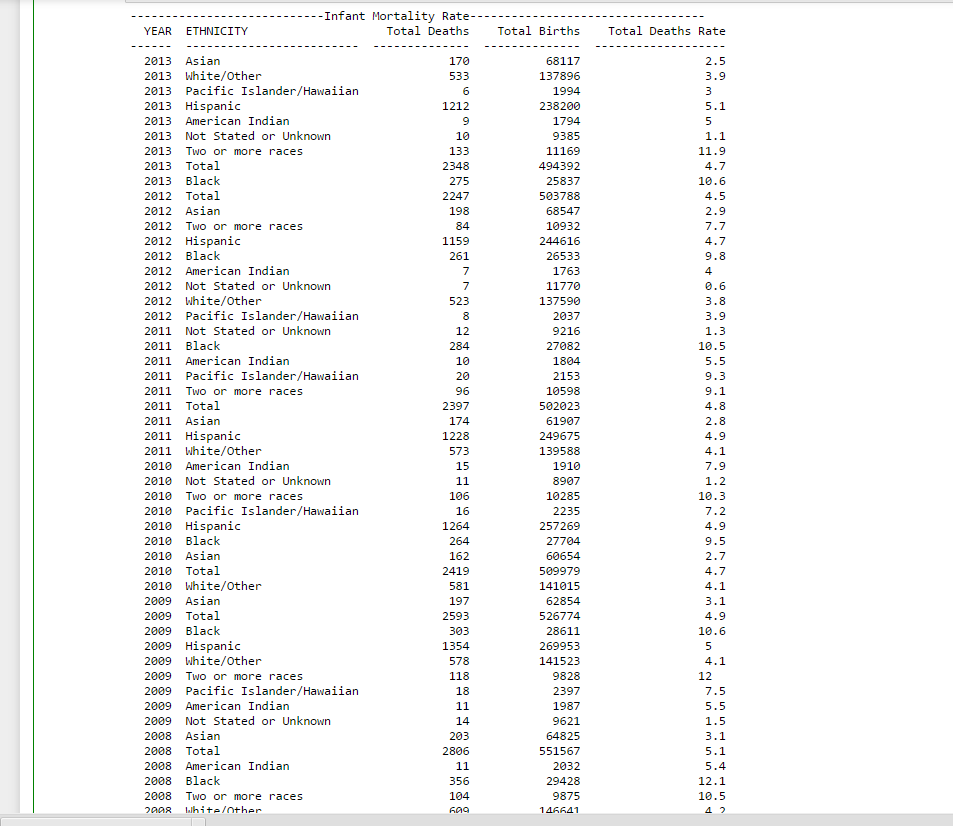 ----------------------------Infant Mortality Rate----------------------------------
YEAR ETHNICITY Total Deaths Total Births Total Deaths Rate
------ ------------------------- -------------- -------------- -------------------
2013 Asian 170 68117 2.5
2013 White/Other 533 137896 3.9
2013 Pacific Islander/Hawaiian 6 1994 3
2013 Hispanic 1212 238200 5.1
2013 American Indian 9 1794 5
2013 Not Stated or Unknown 10 9385 1.1
2013 Two or more races 133 11169 11.9
2013 Total 2348 494392 4.7
2013 Black 275 25837 10.6
2012 Total 2247 503788 4.5
2012 Asian 198 68547 2.9
2012 Two or more races 84 10932 7.7
2012 Hispanic 1159 244616 4.7
2012 Black 261 26533 9.8
2012 American Indian 7 1763 4
2012 Not Stated or Unknown 7 11770 0.6
2012 White/Other 523 137590 3.8
2012 Pacific Islander/Hawaiian 8 2037 3.9
2011 Not Stated or Unknown 12 9216 1.3
2011 Black 284 27082 10.5
2011 American Indian 10 1804 5.5
2011 Pacific Islander/Hawaiian 20 2153 9.3
2011 Two or more races 96 10598 9.1
2011 Total 2397 502023 4.8
2011 Asian 174 61907 2.8
2011 Hispanic 1228 249675 4.9
2011 White/Other 573 139588 4.1
2010 American Indian 15 1910 7.9
2010 Not Stated or Unknown 11 8907 1.2
2010 Two or more races 106 10285 10.3
2010 Pacific Islander/Hawaiian 16 2235 7.2
2010 Hispanic 1264 257269 4.9
2010 Black 264 27704 9.5
2010 Asian 162 60654 2.7
2010 Total 2419 509979 4.7
2010 White/Other 581 141015 4.1
2009 Asian 197 62854 3.1
2009 Total 2593 526774 4.9
2009 Black 303 28611 10.6
2009 Hispanic 1354 269953 5
2009 White/Other 578 141523 4.1
2009 Two or more races 118 9828 12
2009 Pacific Islander/Hawaiian 18 2397 7.5
2009 American Indian 11 1987 5.5
2009 Not Stated or Unknown 14 9621 1.5
2008 Asian 203 64825 3.1
2008 Total 2806 551567 5.1
2008 American Indian 11 2032 5.4
2008 Black 356 29428 12.1
2008 Two or more races 104 9875 10.5
2008 White/Other 609 146641 4.2